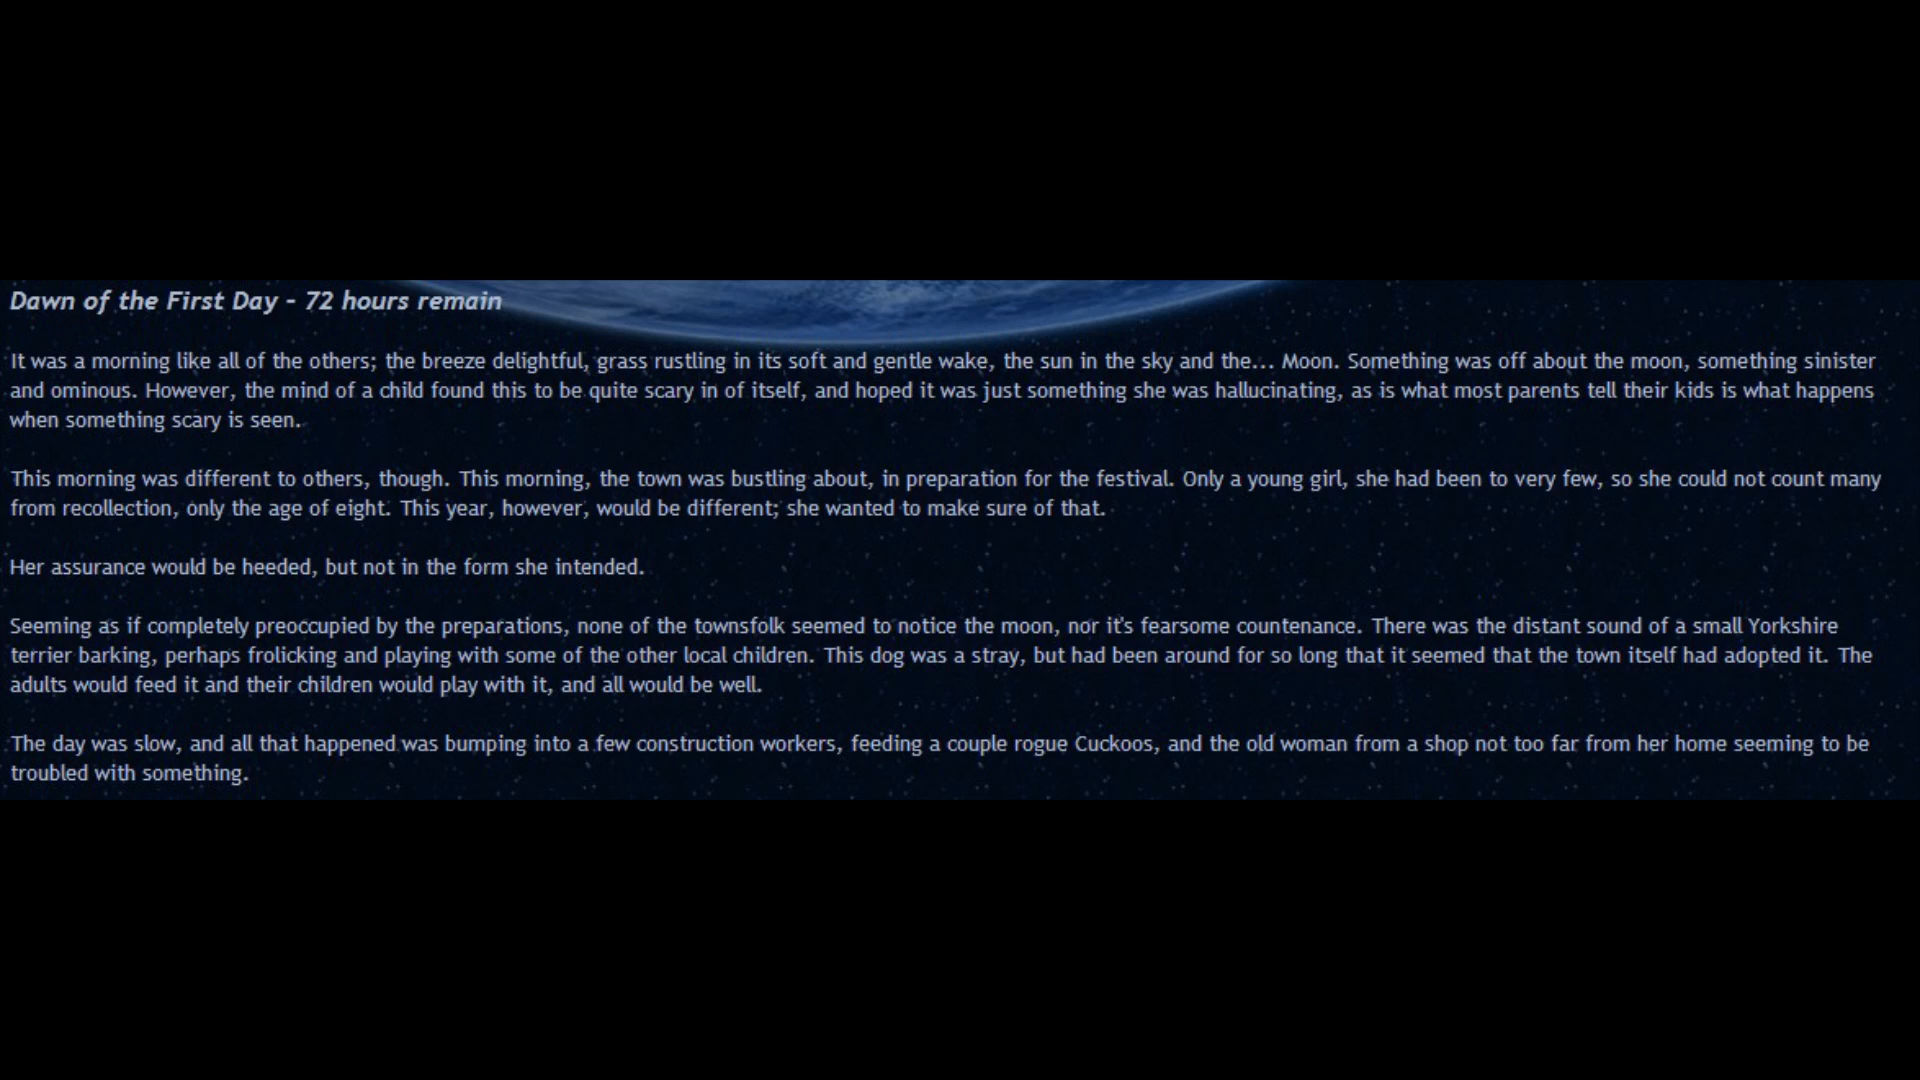 Dawn of the First Day - 72 hours remain
It was a morning like all of the others; the breeze delightful, grass rustling in its soft and gentle wake, the sun in the sky and the... Moon. Something was off about the moon, something sinister
and ominous. However, the mind of a child found this to be quite scary in of itself, and hoped it was just something she was hallucinating, as is what most parents tell their kids is what happens
when something scary is seen.
This morning was different to others, though. This morning, the town was bustling about, in preparation for the festival. Only a young girl, she had been to very few, so she could not count many
from recollection, only the age of eight. This year, however, would be different; she wanted to make sure of that.
Her assurance would be heeded, but not in the form she intended.
Seeming as if completely preoccupied by the preparations, none of the townsfolk seemed to notice the moon, nor it's fearsome countenance. There was the distant sound of a small Yorkshire
terrier barking, perhaps frolicking and playing with some of the other local children. This dog was a stray, but had been around for so long that it seemed that the town itself had adopted it. The
adults would feed it and their children would play with it, and all would be well.
The day was slow, and all that happened was bumping into a few construction workers, feeding a couple rogue Cuckoos, and the old woman from a shop not too far from her home seeming to be
troubled with something.